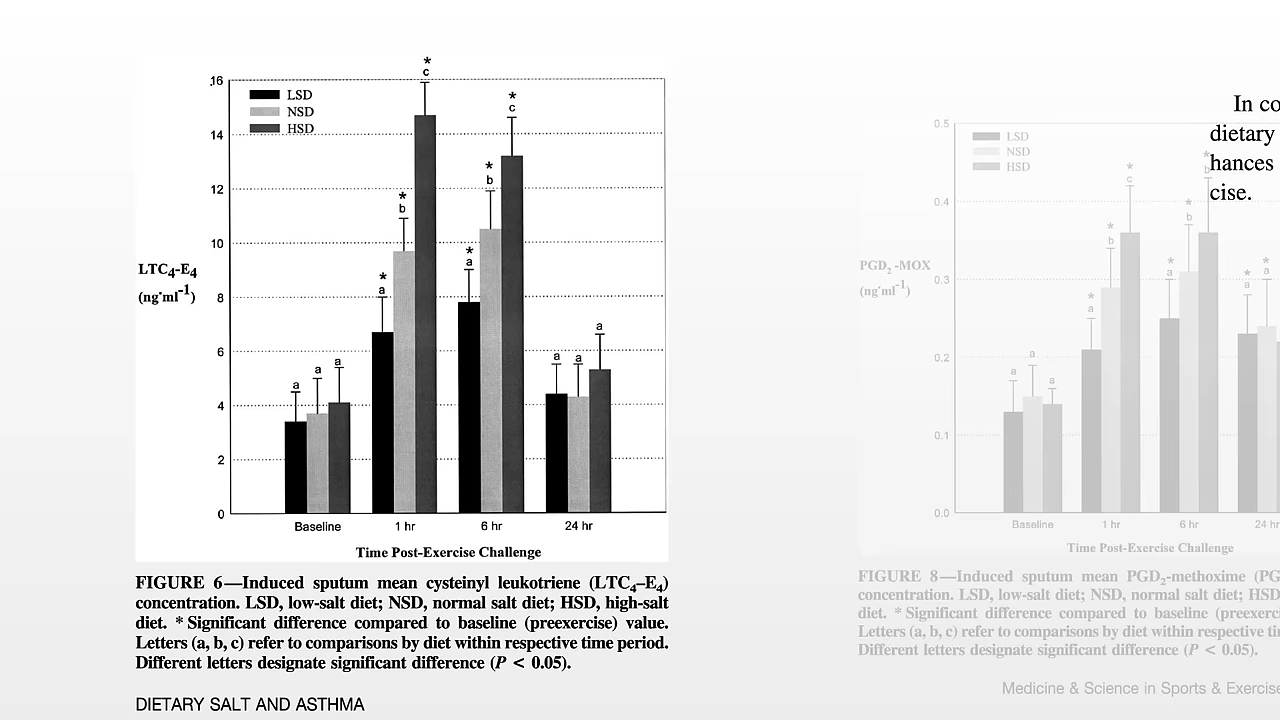 *
c
16
LSD
NSD
HSD
14
*
c
*
b
12
*
b
10
*
a
*
a
LTC4-E4
(ng·ml-1)
8
6
a
a
a
a
a
a
4
2
0
Baseline
1 hr
6 hr
24 hr
Time Post-Exercise Challenge
FIGURE 6—Induced sputum mean cysteinyl leukotriene (LTC4–E4)
concentration. LSD, low-salt diet; NSD, normal salt diet; HSD, high-salt
diet. * Significant difference compared to baseline (preexercise) value.
Letters (a, b, c) refer to comparisons by diet within respective time period.
Different letters designate significant difference (P < 0.05).
DIETARY SALT AND ASTHMA
In co
dietary
hances
cise.
0.5
LSD
NSD
HSD
*
c
*
b
0.4
*
b
*
b
PGD2 -MOX
(ng·ml-1)
0.3
*
a
*
a
*
a
*
a
0.2
a
a
a
0.1
0.0
Baseline
1 hr
6 hr
24 hr
Time Post-Exercise Challenge
FIGURE 8—Induced sputum mean PGD2-methoxime (PG
concentration. LSD, low-salt diet; NSD, normal salt diet; HSD
diet. * Significant difference compared to baseline (preexerc
Letters (a, b, c) refer to comparisons by diet within respective ti
Different letters designate significant difference (P < 0.05).
Medicine & Science in Sports & Exercise